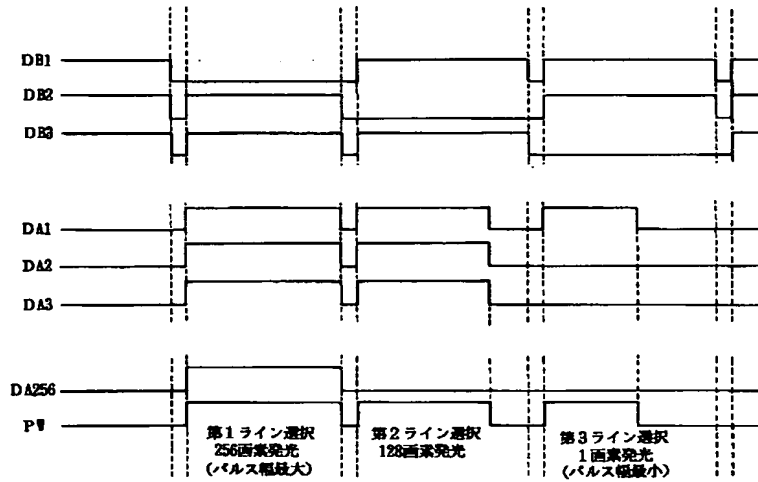 DB1
DB2
DB3
DA1
DA2
DA3
DA256
PW
第1ライン選択
256画素発光
(パルス幅最大)
第2ライン選択
128画素発光
第3ライン選択
1画素発光
(パルス幅最小)